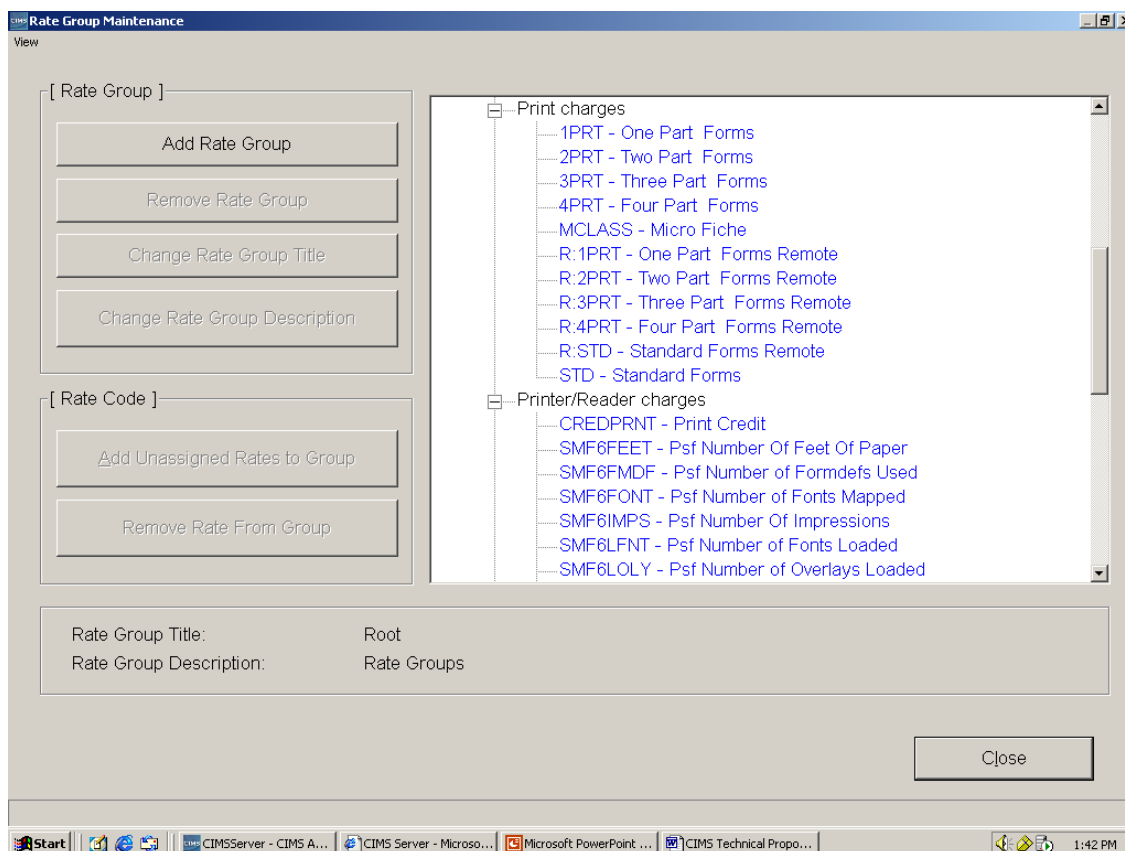 CIMS Rate Group Maintenance
View
[ Rate Group ]
Add Rate Group
Remove Rate Group
Change Rate Group Title
Change Rate Group Description
[ Rate Code ]
Add Unassigned Rates to Group
Remove Rate From Group
Print charges
1PRT - One Part  Forms
2PRT - Two Part  Forms
3PRT - Three Part  Forms
4PRT - Four Part  Forms
MCLASS - Micro Fiche
R:1PRT - One Part  Forms Remote
R:2PRT - Two Part  Forms Remote
R:3PRT - Three Part  Forms Remote
R:4PRT - Four Part  Forms Remote
R:STD - Standard Forms Remote
STD - Standard Forms
Printer/Reader charges
CREDPRNT - Print Credit
SMF6FEET - Psf Number Of Feet Of Paper
SMF6FMDF - Psf Number of Formdefs Used
SMF6FONT - Psf Number of Fonts Mapped
SMF6IMPS - Psf Number Of Impressions
SMF6LFNT - Psf Number of Fonts Loaded
SMF6LOLY - Psf Number of Overlays Loaded
Rate Group Title: Root
Rate Group Description: Rate Groups
Close
Start CIMS CIMSServer - CIMS A... CIMS Server - Microso... Microsoft PowerPoint ... CIMS Technical Propo... 1:42 PM